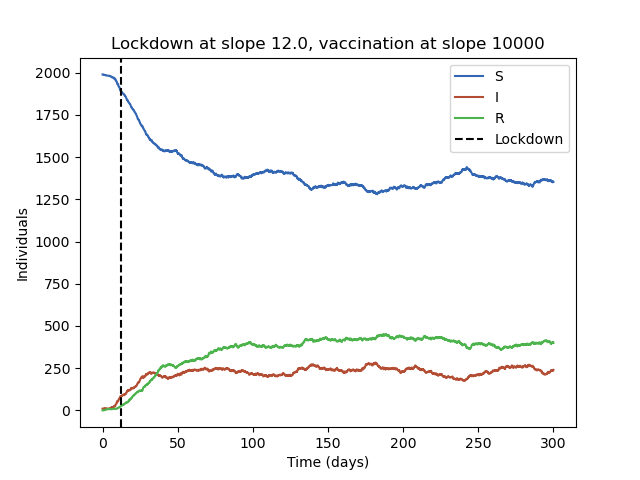 Lockdown at slope 12.0, vaccination at slope 10000
2000
1750
1500
1250
1000
750
500
250
0
Individuals
S
I
R
Lockdown
0 50 100 150 200 250 300
Time (days)